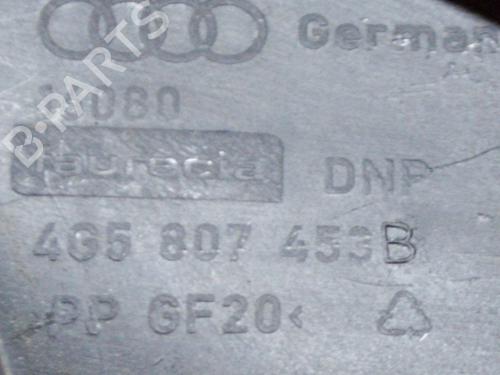 German
faurecia DNP
4G5 807 453B
>PP GF20<
B-PARTS